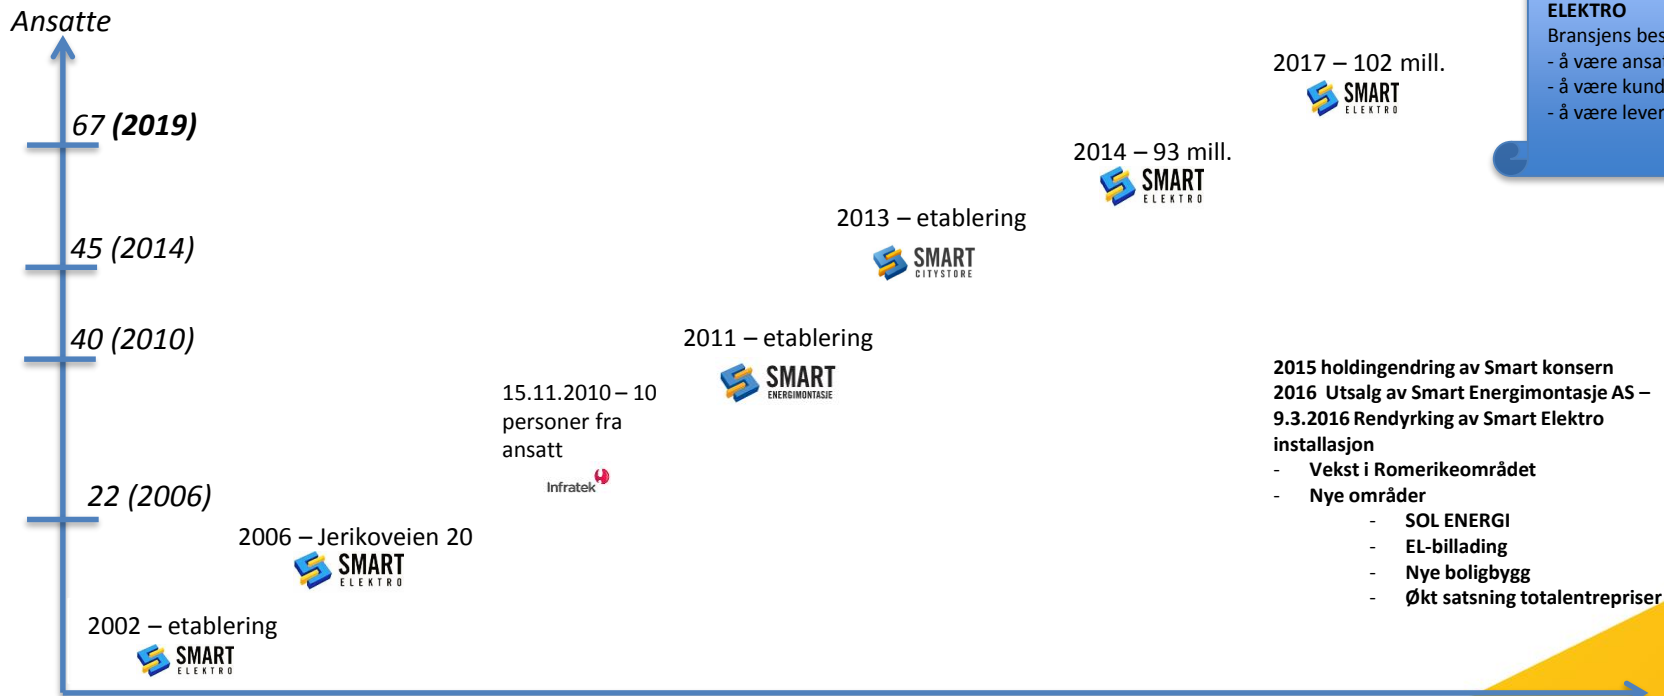 Ansatte
67 (2019)
45 (2014)
40 (2010)
22 (2006)
2002 – etablering
SMART
ELEKTRO
2006 – Jerikoveien 20
SMART
ELEKTRO
15.11.2010 – 10
personer fra
ansatt
Infratek
2011 – etablering
SMART
ENERGIMONTASJE
2013 – etablering
SMART
CITYSTORE
2014 – 93 mill.
SMART
ELEKTRO
2017 – 102 mill.
SMART
ELEKTRO
ELEKTRO
Bransjens
- å være
- å være
- å være
2015 holdingendring av Smart konsern
2016 Utsalg av Smart Energimontasje AS –
9.3.2016 Rendyrking av Smart Elektro
installasjon
- Vekst i Romerikeområdet
- Nye områder
- SOL ENERGI
- EL-billading
- Nye boligbygg
- Økt satsning totalentrepriser